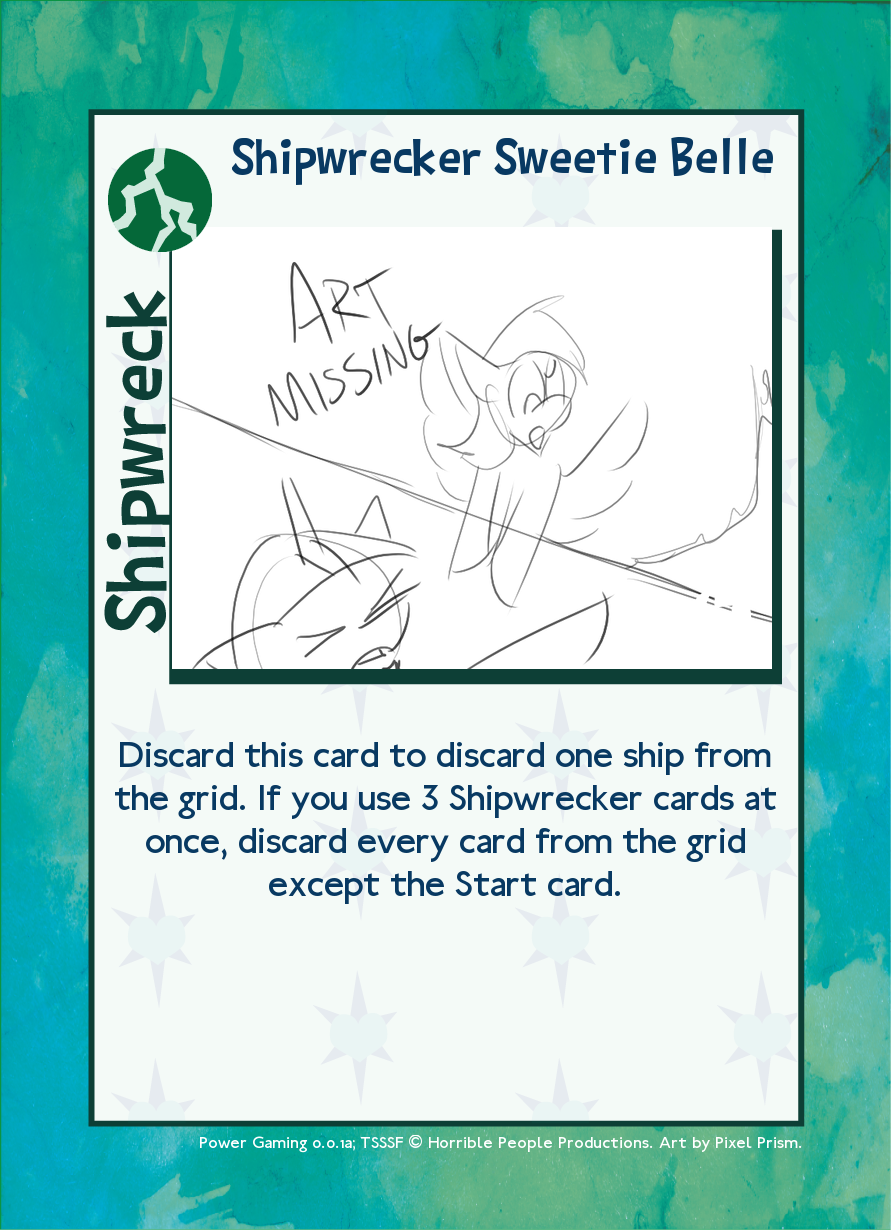 Shipwrecker Sweetie Belle
Shipwreck
ART
MISSING
Discard this card to discard one ship from
the grid. If you use 3 Shipwrecker cards at
once, discard every card from the grid
except the Start card.
Power Gaming 0.0.1a; TSSSF © Horrible People Productions. Art by Pixel Prism.